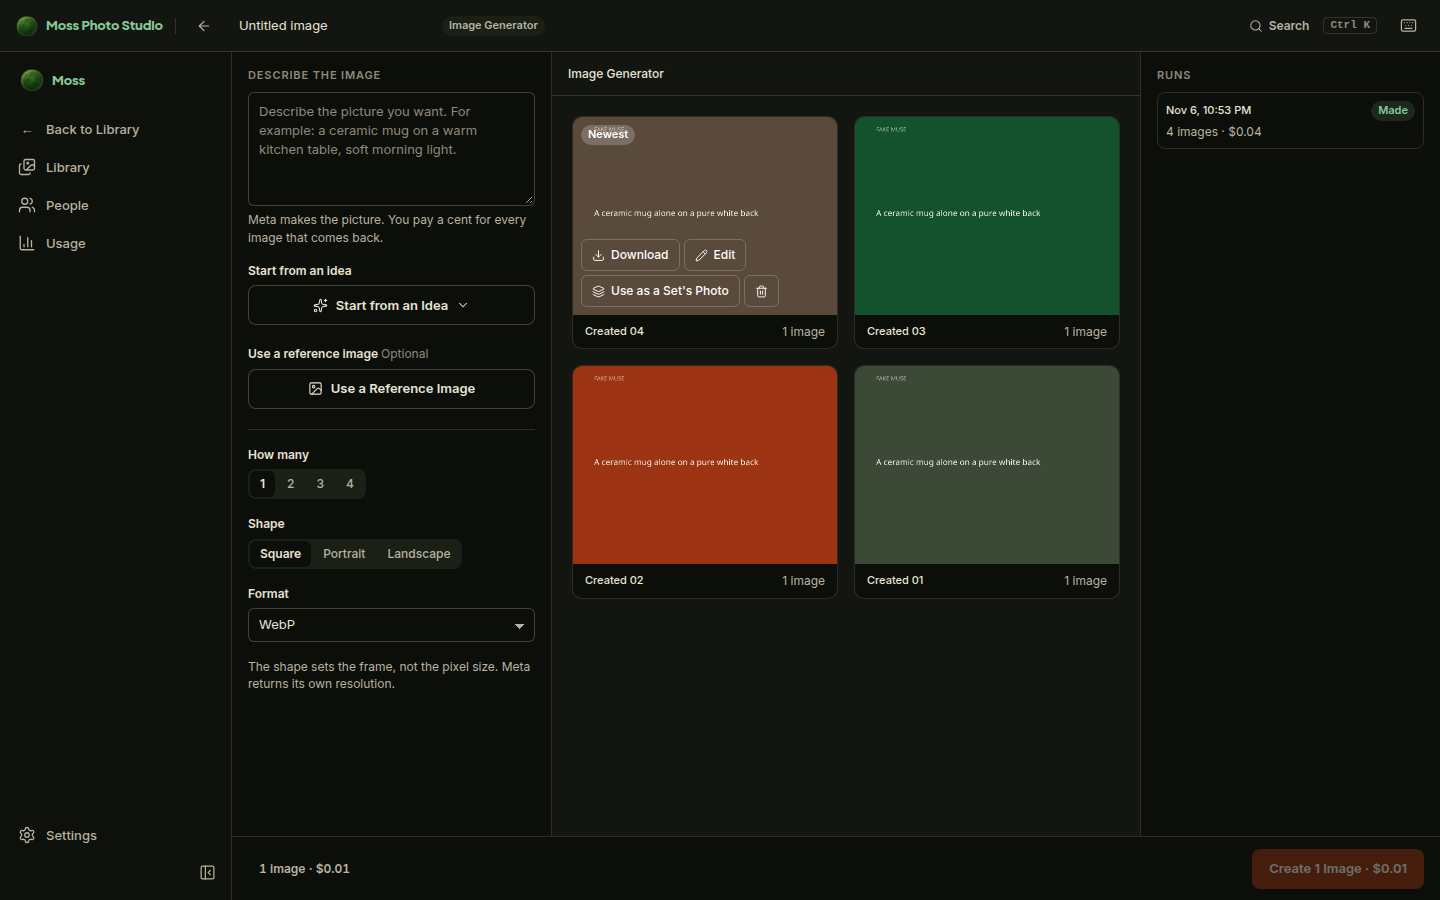 Moss Photo Studio
Untitled image
Image Generator
Search
Ctrl K
Moss
← Back to Library
Library
People
Usage
Settings
DESCRIBE THE IMAGE
Describe the picture you want. For
example: a ceramic mug on a warm
kitchen table, soft morning light.
Meta makes the picture. You pay a cent for every
image that comes back.
Start from an idea
Start from an Idea
Use a reference image Optional
Use a Reference Image
How many
1 2 3 4
Shape
Square Portrait Landscape
Format
WebP
The shape sets the frame, not the pixel size. Meta
returns its own resolution.
Image Generator
FAKE MUSE
Newest
A ceramic mug alone on a pure white back
Download
Edit
Use as a Set's Photo
Created 04 1 image
FAKE MUSE
A ceramic mug alone on a pure white back
Created 03 1 image
FAKE MUSE
A ceramic mug alone on a pure white back
Created 02 1 image
FAKE MUSE
A ceramic mug alone on a pure white back
Created 01 1 image
RUNS
Nov 6, 10:53 PM Made
4 images · $0.04
1 image · $0.01
Create 1 Image · $0.01